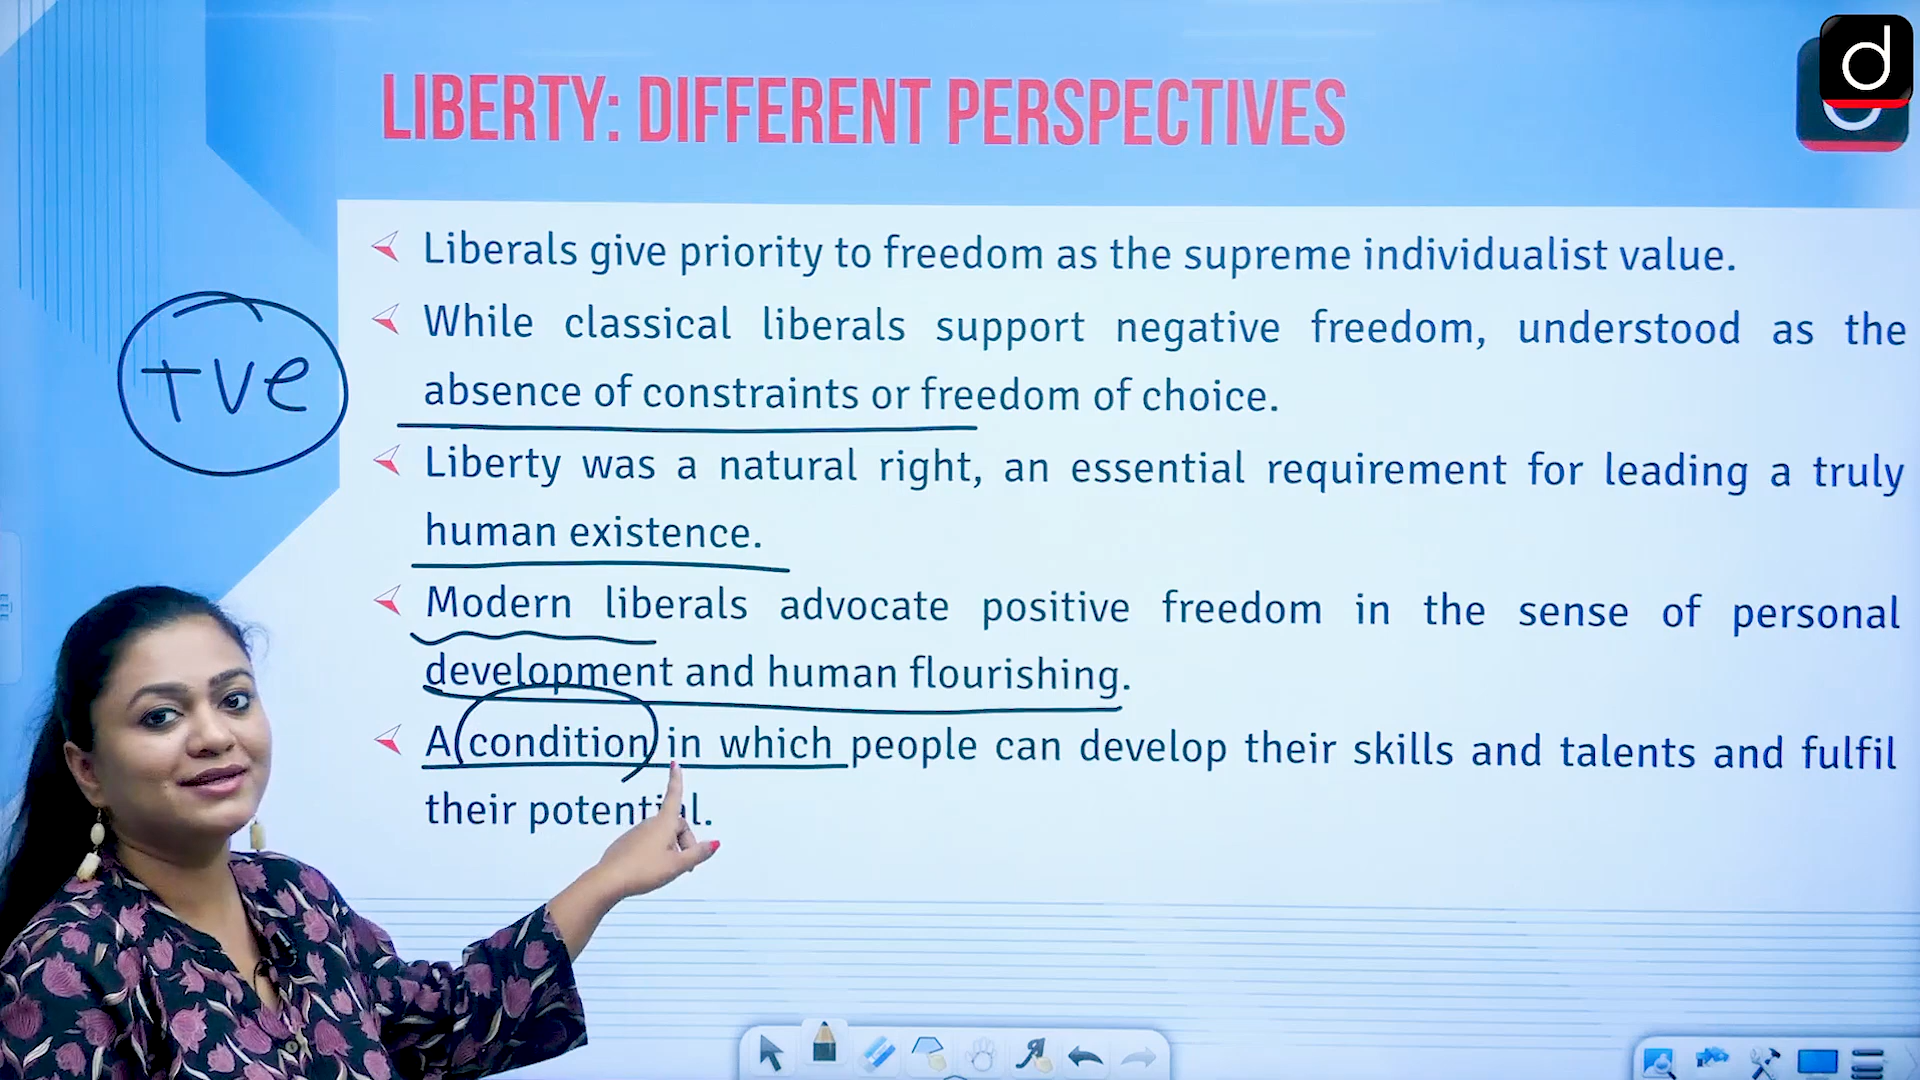 d
LIBERTY: DIFFERENT PERSPECTIVES
Liberals give priority to freedom as the supreme individualist value.
While classical liberals support negative freedom, understood as the
absence of constraints or freedom of choice.
+ve
Liberty was a natural right, an essential requirement for leading a truly
human existence.
Modern liberals advocate positive freedom in the sense of personal
development and human flourishing.
A condition in which people can develop their skills and talents and fulfil
their potential.